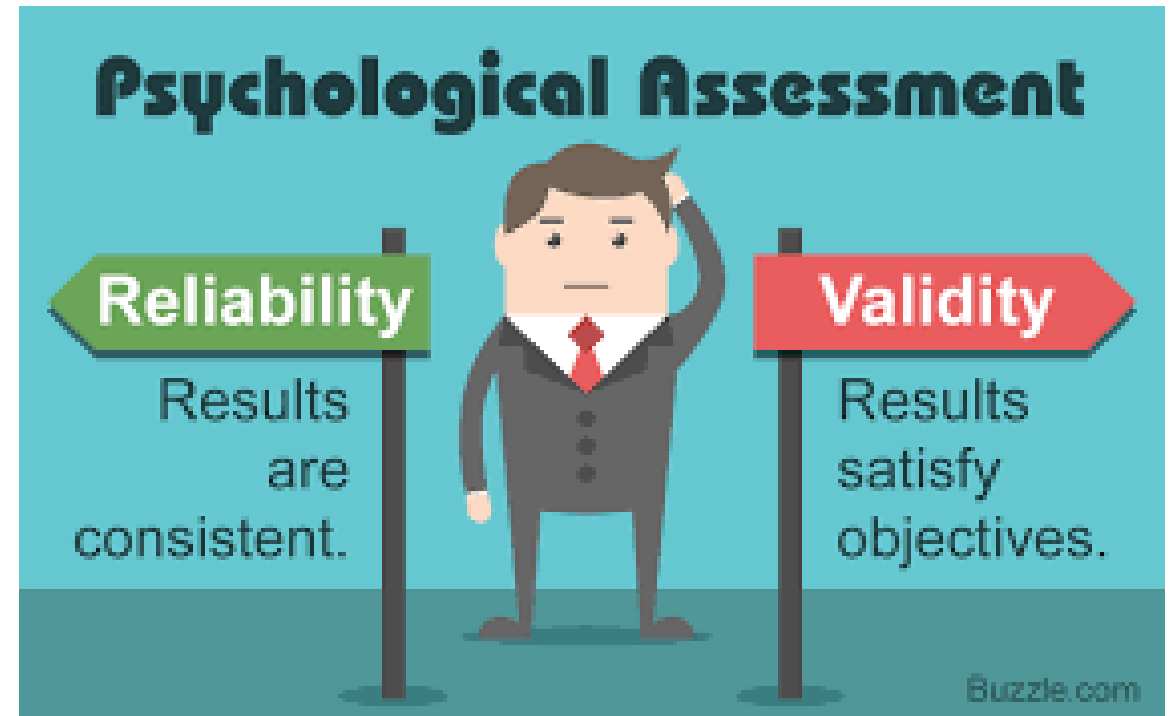 Psychological Assessment
Reliability
Results
are
consistent.
Validity
Results
satisfy
objectives.
Buzzle.com